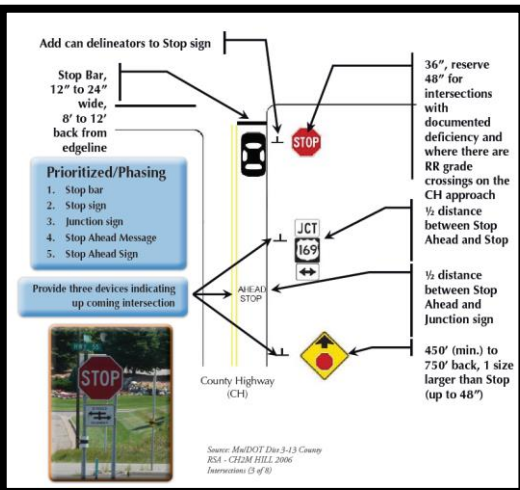 Add can delineators to Stop sign
Stop Bar,
12" to 24"
wide,
8' to 12'
back from
edgeline
36", reserve
48" for
intersections
with
documented
deficiency and
where there are
RR grade
crossings on the
CH approach
STOP
Prioritized/Phasing
1. Stop bar
2. Stop sign
3. Junction sign
4. Stop Ahead Message
5. Stop Ahead Sign
JCT
169
½ distance
between Stop
Ahead and Stop
Provide three devices indicating
up coming intersection
AHEAD
STOP
½ distance
between Stop
Ahead and
Junction sign
450' (min.) to
750' back, 1 size
larger than Stop
(up to 48")
STOP
County Highway
(CH)
Source: Mn/DOT Dist 3-13 County
RSA - CH2M HILL 2006
Intersections (3 of 8)